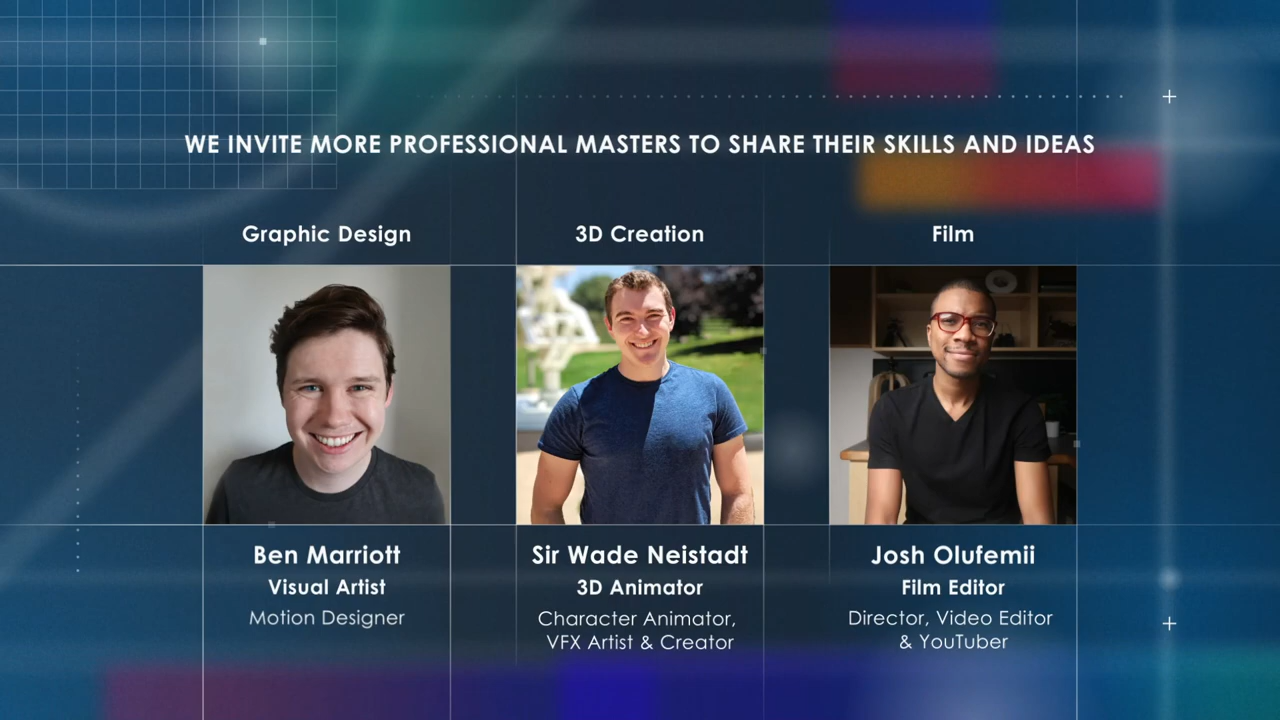 WE INVITE MORE PROFESSIONAL MASTERS TO SHARE THEIR SKILLS AND IDEAS
Graphic Design
3D Creation
Film
Ben Marriott
Visual Artist
Motion Designer
Sir Wade Neistadt
3D Animator
Character Animator,
VFX Artist & Creator
Josh Olufemii
Film Editor
Director, Video Editor
& YouTuber